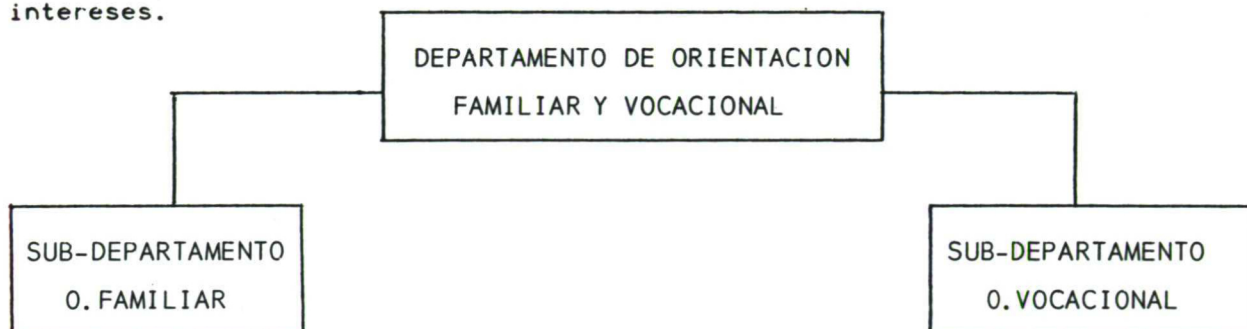 intereses.
DEPARTAMENTO DE ORIENTACION
FAMILIAR Y VOCACIONAL
SUB-DEPARTAMENTO
O.FAMILIAR
SUB-DEPARTAMENTO
O.VOCACIONAL